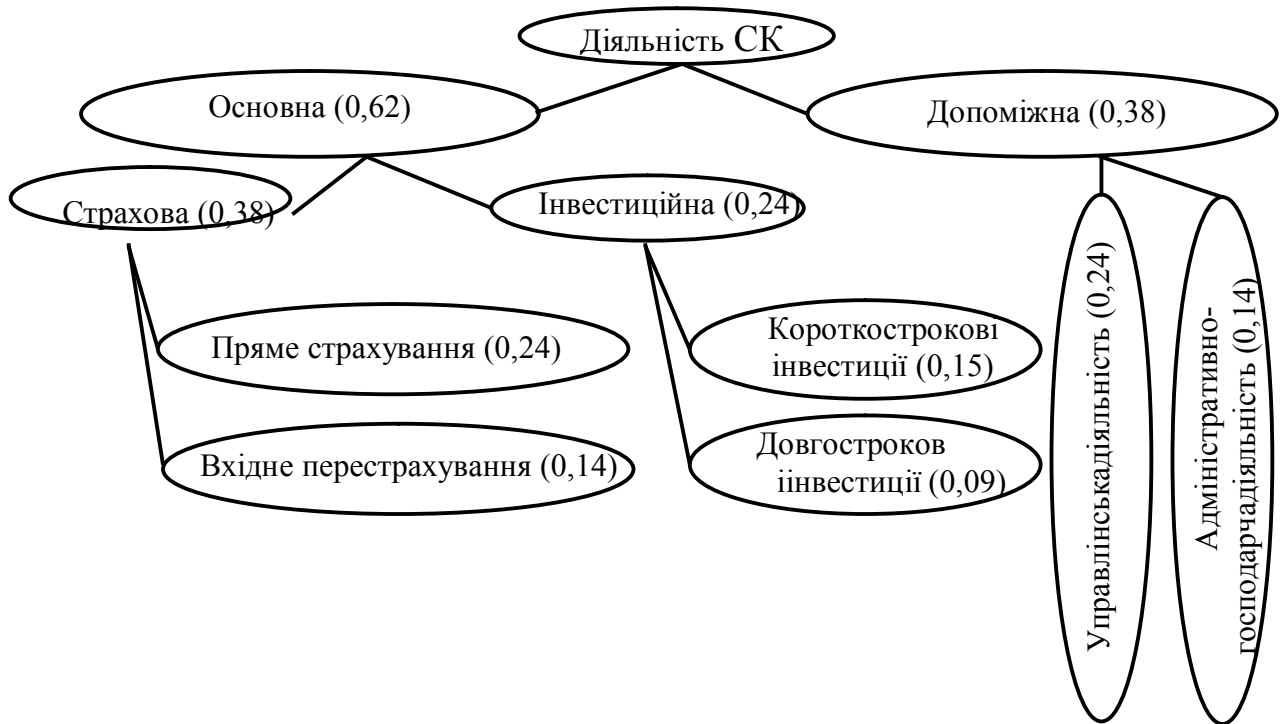 Діяльність СК
Основна (0,62)
Допоміжна (0,38)
Страхова (0,38)
Інвестиційна (0,24)
Пряме страхування (0,24)
Вхідне перестрахування (0,14)
Короткострокові
інвестиції (0,15)
Довгостроков
іінвестиції (0,09)
Управлінськадіяльність (0,24)
Адміністративно-
господарчадіяльність (0,14)